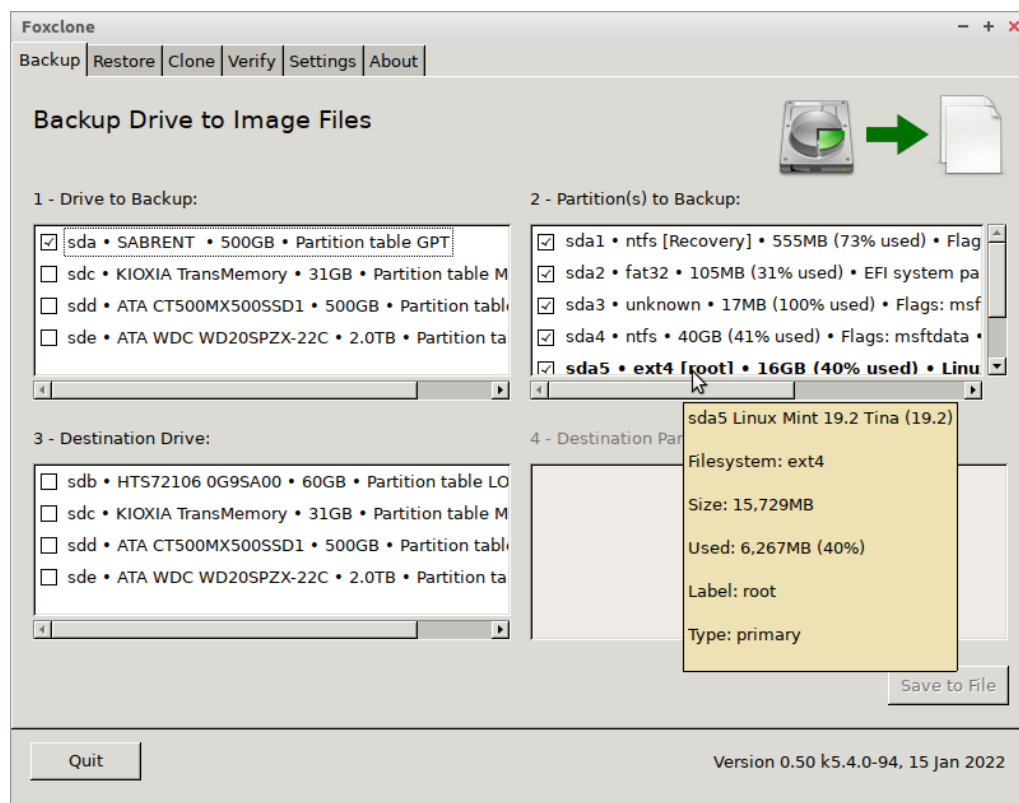 Foxclone
Backup Restore Clone Verify Settings About
Backup Drive to Image Files
1 - Drive to Backup:
sda • SABRENT • 500GB • Partition table GPT
sdc • KIOXIA TransMemory • 31GB • Partition table M
sdd • ATA CT500MX500SSD1 • 500GB • Partition tabl
sde • ATA WDC WD20SPZX-22C • 2.0TB • Partition ta
2 - Partition(s) to Backup:
sda1 • ntfs [Recovery] • 555MB (73% used) • Flag
sda2 • fat32 • 105MB (31% used) • EFI system pa
sda3 • unknown • 17MB (100% used) • Flags: msf
sda4 • ntfs • 40GB (41% used) • Flags: msftdata •
sda5 • ext4 [root] • 16GB (40% used) • Linu
3 - Destination Drive:
sdb • HTS72106 0G9SA00 • 60GB • Partition table LO
sdc • KIOXIA TransMemory • 31GB • Partition table M
sdd • ATA CT500MX500SSD1 • 500GB • Partition tabl
sde • ATA WDC WD20SPZX-22C • 2.0TB • Partition ta
4 - Destination Par
sda5 Linux Mint 19.2 Tina (19.2)
Filesystem: ext4
Size: 15,729MB
Used: 6,267MB (40%)
Label: root
Type: primary
Save to File
Quit
Version 0.50 k5.4.0-94, 15 Jan 2022